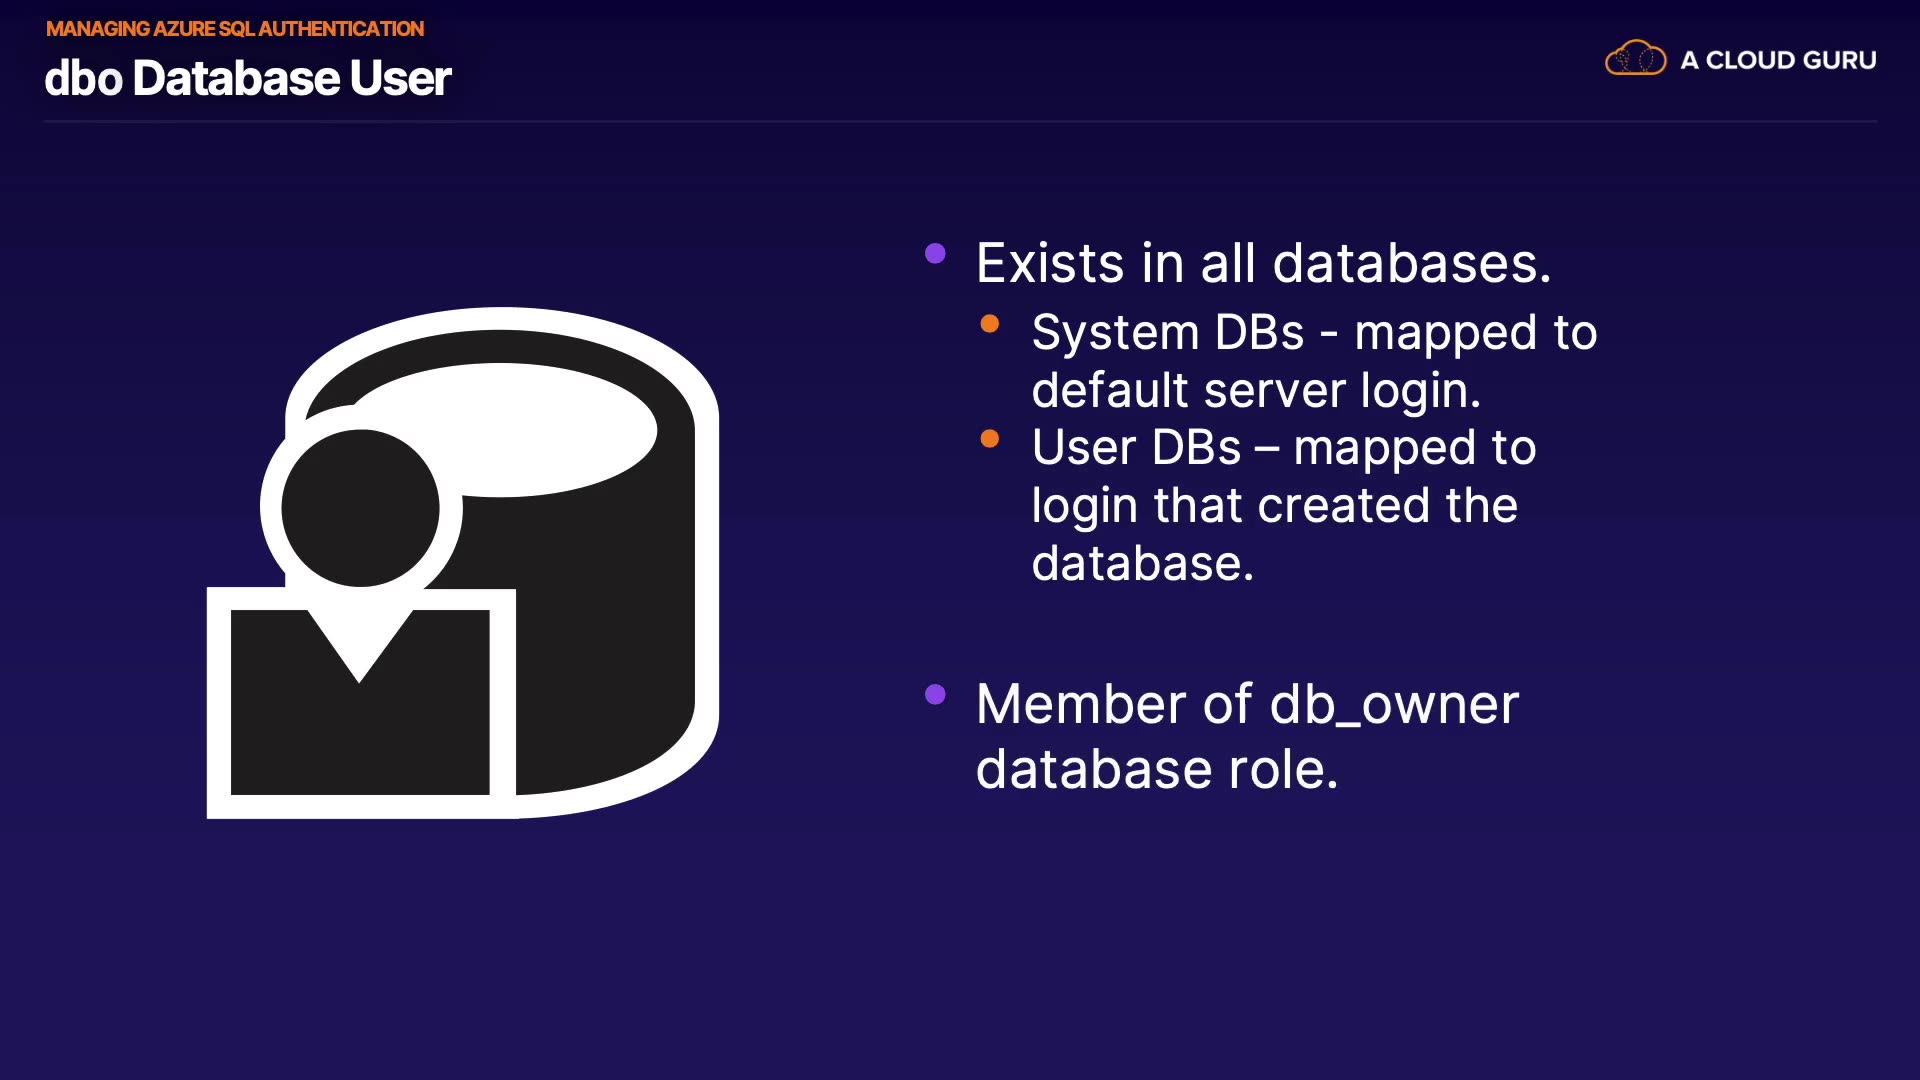 MANAGING AZURE SQL AUTHENTICATION
dbo Database User
A CLOUD GURU
• Exists in all databases.
• System DBs - mapped to
default server login.
• User DBs – mapped to
login that created the
database.
• Member of db_owner
database role.